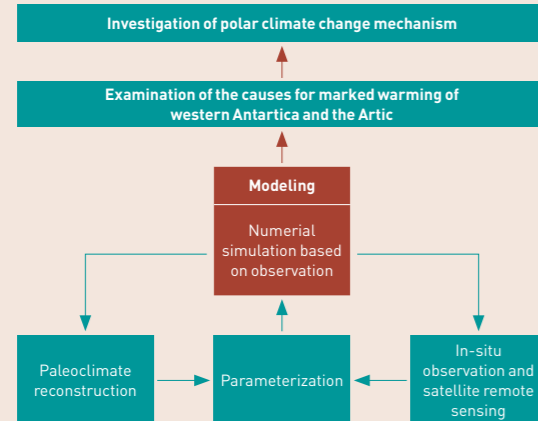 Investigation of polar climate change mechanism
Examination of the causes for marked warming of
western Antartica and the Artic
Modeling
Numerial
simulation based
on observation
Paleoclimate
reconstruction
Parameterization
In-situ
observation and
satellite remote
sensing